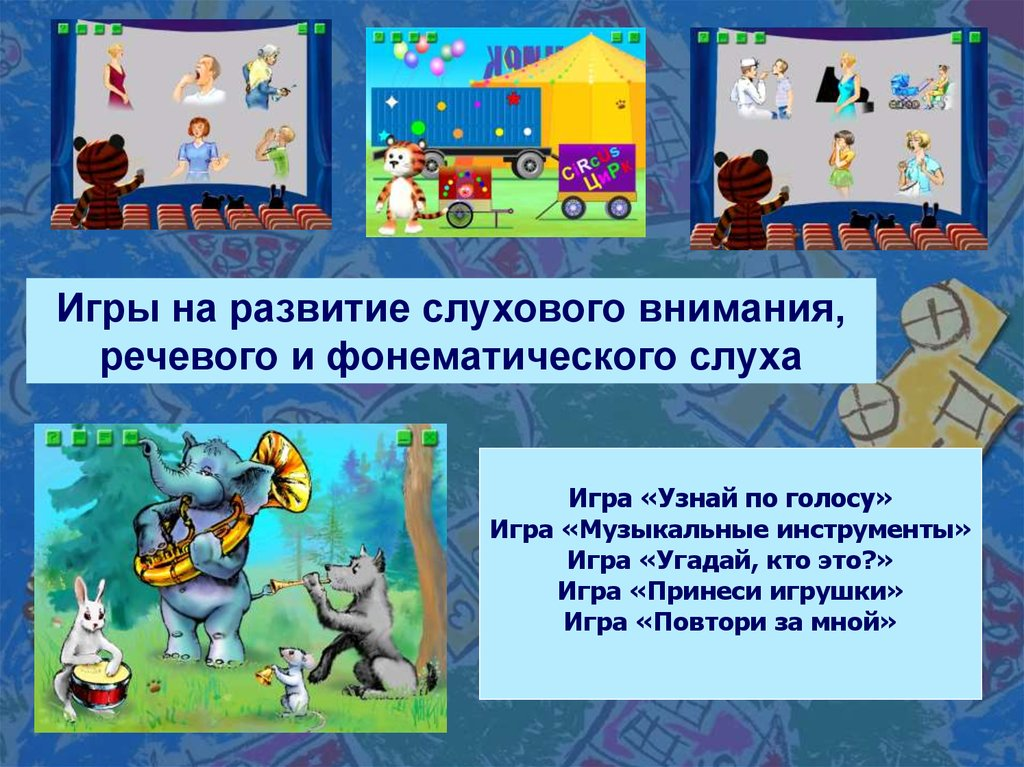 CIRCUS
ЦиРК
Игры на развитие слухового внимания,
речевого и фонематического слуха
Игра «Узнай по голосу»
Игра «Музыкальные инструменты»
Игра «Угадай, кто это?»
Игра «Принеси игрушки»
Игра «Повтори за мной»